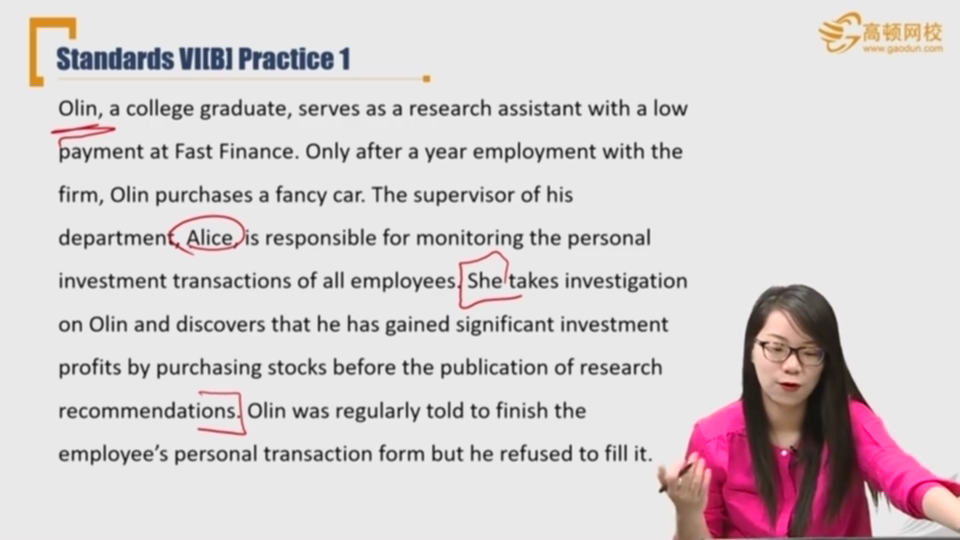 高顿网校
www.gaodun.com
Standards VI[B] Practice 1
Olin, a college graduate, serves as a research assistant with a low
payment at Fast Finance. Only after a year employment with the
firm, Olin purchases a fancy car. The supervisor of his
department, Alice, is responsible for monitoring the personal
investment transactions of all employees. She takes investigation
on Olin and discovers that he has gained significant investment
profits by purchasing stocks before the publication of research
recommendations. Olin was regularly told to finish the
employee’s personal transaction form but he refused to fill it.